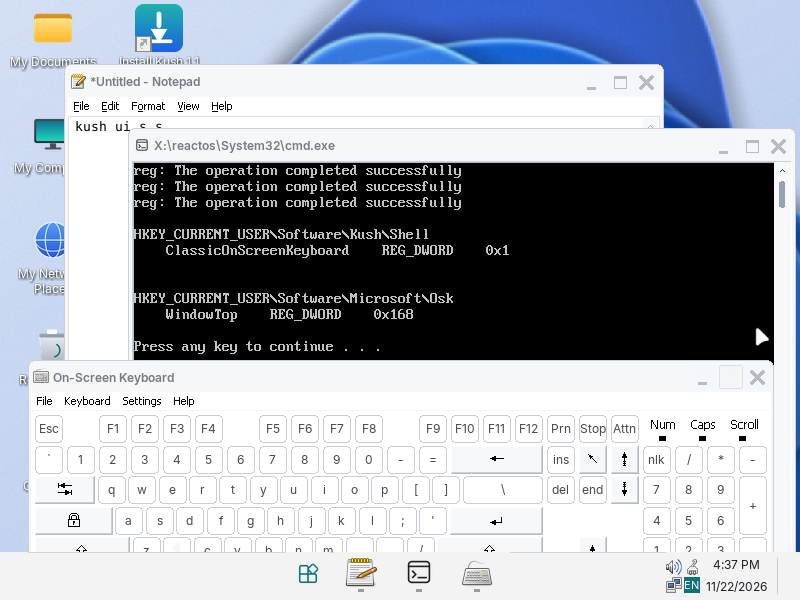 My Documents
Install Kush 1.1
*Untitled - Notepad
File Edit Format View Help
kush ui s s
My Com
X:\reactos\System32\cmd.exe
reg: The operation completed successfully
reg: The operation completed successfully
reg: The operation completed successfully
HKEY_CURRENT_USER\Software\Kush\Shell
ClassicOnScreenKeyboard REG_DWORD 0x1
My Netw
Place
HKEY_CURRENT_USER\Software\Microsoft\Osk
WindowTop REG_DWORD 0x168
Press any key to continue . . .
On-Screen Keyboard
File Keyboard Settings Help
Esc F1 F2 F3 F4 F5 F6 F7 F8 F9 F10 F11 F12 Prn Stop Attn Num Caps Scroll
` 1 2 3 4 5 6 7 8 9 0 - = ins nlk / * -
q w e r t y u i o p [ ] \ del end 7 8 9 +
a s d f g h j k l ; ' 4 5 6
z c v b n m / 1 2 3
4:37 PM
EN 11/22/2026